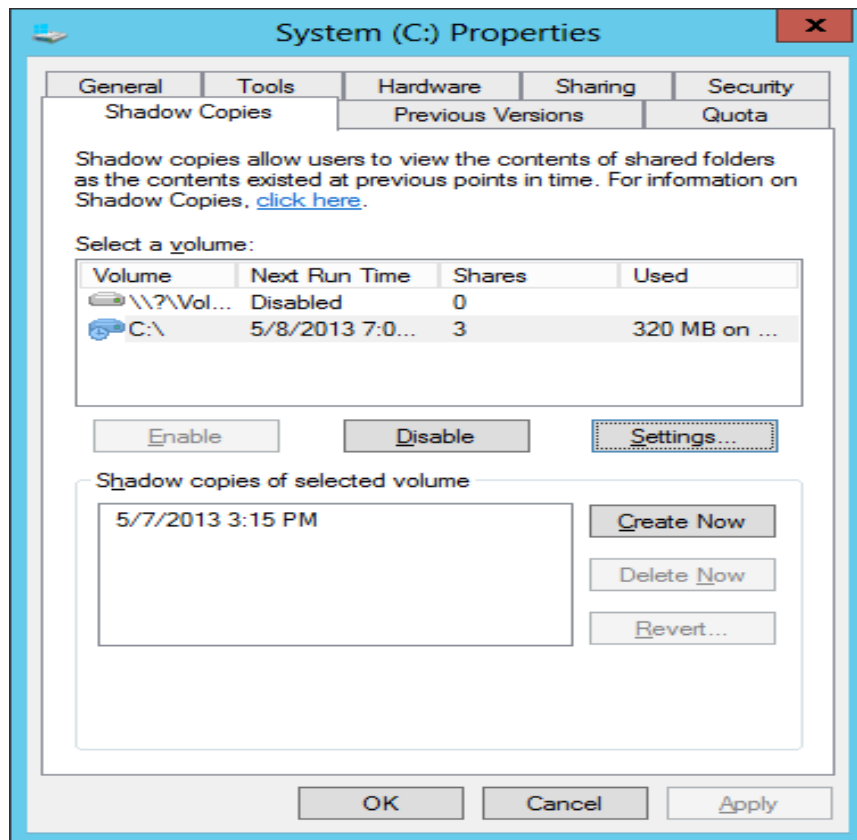 System (C:) Properties
x
General Tools Hardware Sharing Security
Shadow Copies Previous Versions Quota
Shadow copies allow users to view the contents of shared folders
as the contents existed at previous points in time. For information on
Shadow Copies, click here.
Select a volume:
Volume Next Run Time Shares Used
\\?\Vol... Disabled 0
C:\ 5/8/2013 7:0... 3 320 MB on ...
Enable Disable Settings...
Shadow copies of selected volume
5/7/2013 3:15 PM
Create Now
Delete Now
Revert...
OK Cancel Apply